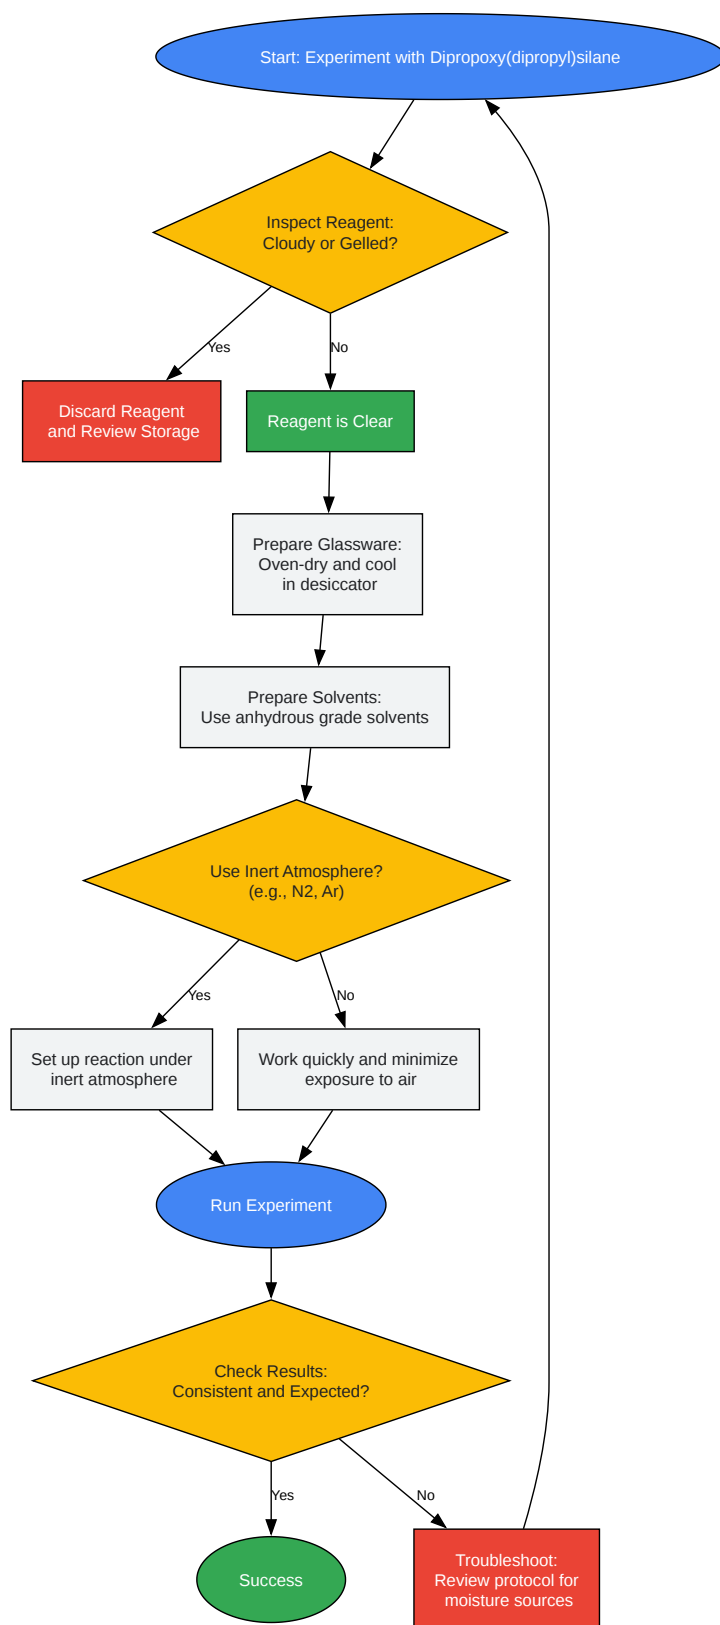 Start: Experiment with Dipropoxy(dipropyl)silane
Inspect Reagent:
Cloudy or Gelled?
Yes
No
Discard Reagent
and Review Storage
Reagent is Clear
Prepare Glassware:
Oven-dry and cool
in desiccator
Prepare Solvents:
Use anhydrous grade solvents
Use Inert Atmosphere?
(e.g., N2, Ar)
Yes
No
Set up reaction under
inert atmosphere
Work quickly and minimize
exposure to air
Run Experiment
Check Results:
Consistent and Expected?
Yes
No
Success
Troubleshoot:
Review protocol for
moisture sources